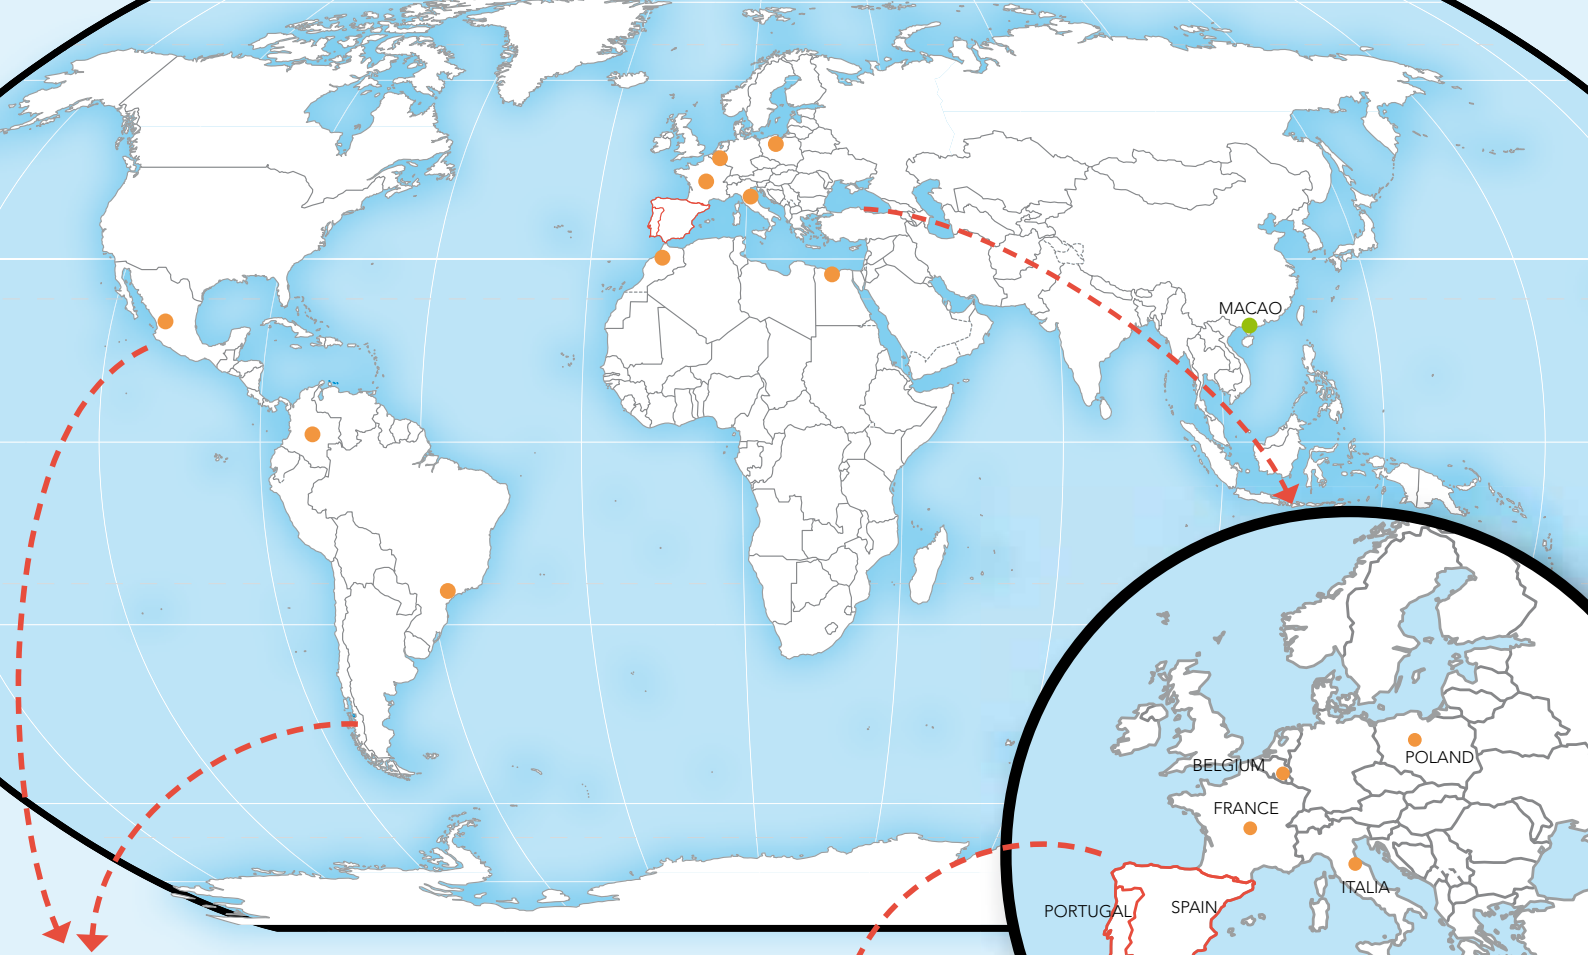 MACAO
BELGIUM
POLAND
FRANCE
ITALIA
PORTUGAL
SPAIN